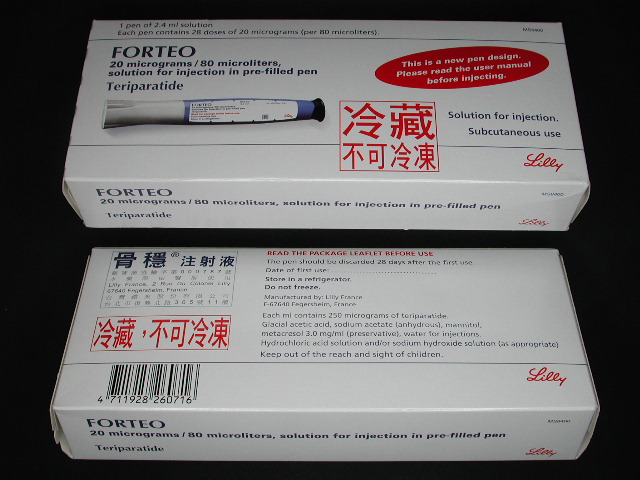 1 pen of 2.4 ml solution
Each pen contains 28 doses of 20 micrograms (per 80 microliters).
FORTEO
20 micrograms / 80 microliters,
solution for injection in pre-filled pen
Teriparatide
This is a new pen design.
Please read the user manual
before injecting.
FORTEO
Lilly
冷藏
不可冷凍
Solution for injection.
Subcutaneous use
Lilly
FORTEO
20 micrograms / 80 microliters, solution for injection in pre-filled pen
Teriparatide
Lilly
骨穩® 注射液
Lilly France, 2 Rue Du Colonel Lilly
67640 Fegersheim, France
冷藏,不可冷凍
4 711928 260716
READ THE PACKAGE LEAFLET BEFORE USE
The pen should be discarded 28 days after the first use.
Date of first use:
Store in a refrigerator.
Do not freeze.
Manufactured by: Lilly France
F-67640 Fegersheim, France
Each ml contains 250 micrograms of teriparatide.
Glacial acetic acid, sodium acetate (anhydrous), mannitol,
metacresol 3.0 mg/ml (preservative), water for injections.
Hydrochloric acid solution and/or sodium hydroxide solution (as appropriate)
Keep out of the reach and sight of children.
Lilly
FORTEO
20 micrograms / 80 microliters, solution for injection in pre-filled pen
Teriparatide
Lilly